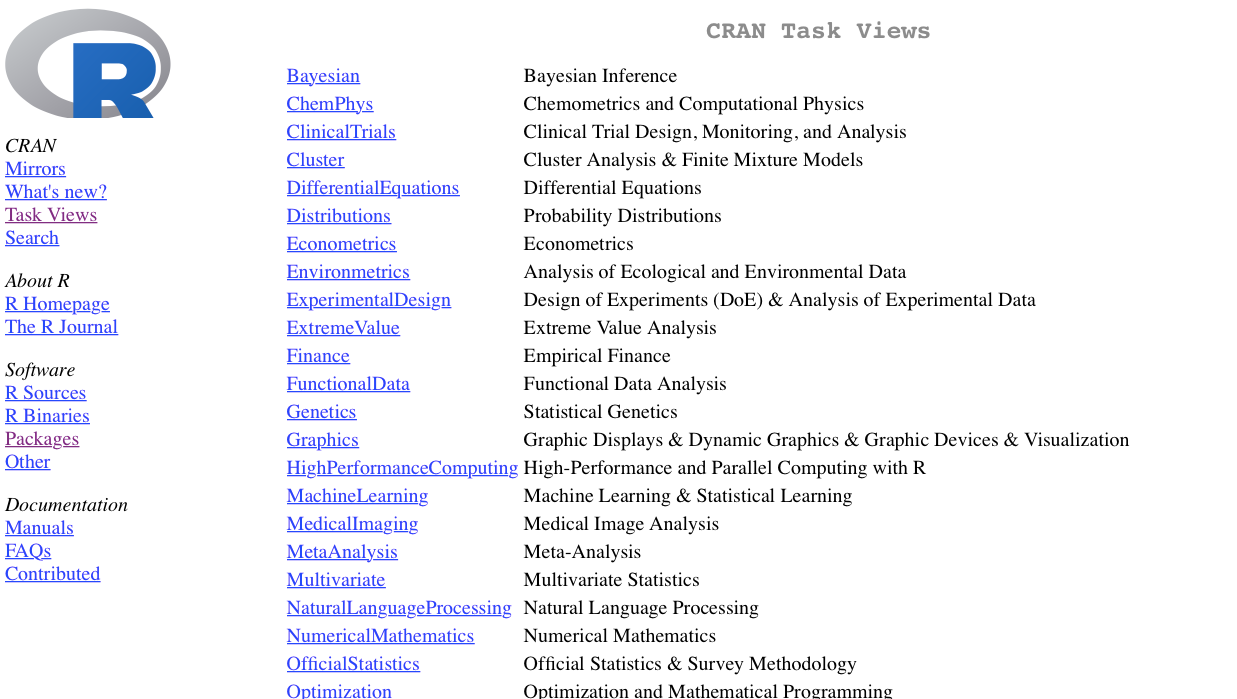 R
CRAN
Mirrors
What's new?
Task Views
Search
About R
R Homepage
The R Journal
Software
R Sources
R Binaries
Packages
Other
Documentation
Manuals
FAQs
Contributed
CRAN Task Views
Bayesian Bayesian Inference
ChemPhys Chemometrics and Computational Physics
ClinicalTrials Clinical Trial Design, Monitoring, and Analysis
Cluster Cluster Analysis & Finite Mixture Models
DifferentialEquations Differential Equations
Distributions Probability Distributions
Econometrics Econometrics
Environmetrics Analysis of Ecological and Environmental Data
ExperimentalDesign Design of Experiments (DoE) & Analysis of Experimental Data
ExtremeValue Extreme Value Analysis
Finance Empirical Finance
FunctionalData Functional Data Analysis
Genetics Statistical Genetics
Graphics Graphic Displays & Dynamic Graphics & Graphic Devices & Visualization
HighPerformanceComputing High-Performance and Parallel Computing with R
MachineLearning Machine Learning & Statistical Learning
MedicalImaging Medical Image Analysis
MetaAnalysis Meta-Analysis
Multivariate Multivariate Statistics
NaturalLanguageProcessing Natural Language Processing
NumericalMathematics Numerical Mathematics
OfficialStatistics Official Statistics & Survey Methodology
Optimization Optimization and Mathematical Programming